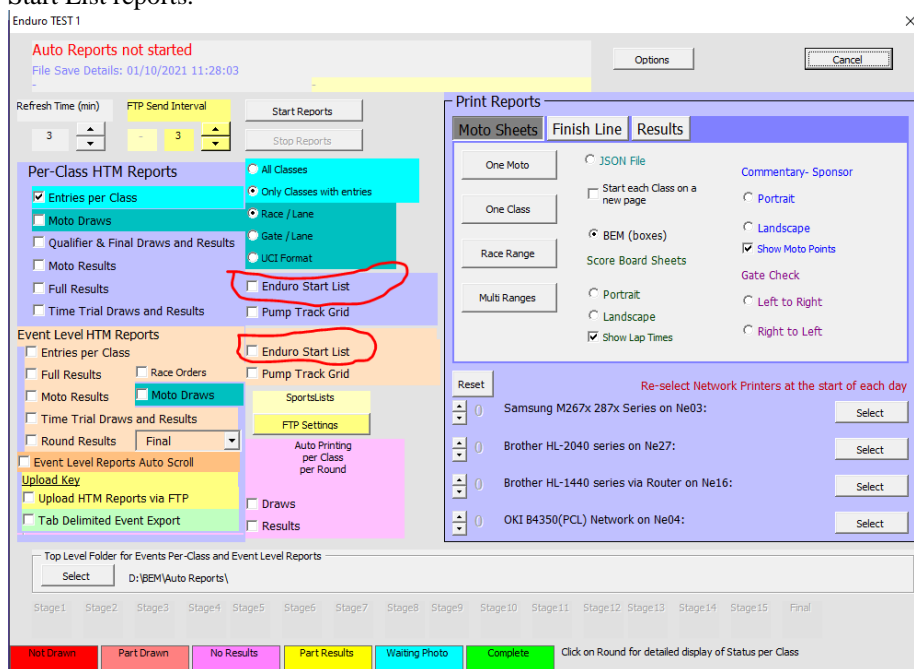 Start List reports.
Enduro TEST 1
Auto Reports not started
File Save Details: 01/10/2021 11:28:03
-
-
Options
Cancel
Refresh Time (min)
FTP Send Interval
3
-
3
Start Reports
Stop Reports
Per-Class HTM Reports
Entries per Class
Moto Draws
Qualifier & Final Draws and Results
Moto Results
Full Results
Time Trial Draws and Results
All Classes
Only Classes with entries
Race / Lane
Gate / Lane
UCI Format
Enduro Start List
Pump Track Grid
Event Level HTM Reports
Entries per Class
Full Results
Race Orders
Moto Results
Moto Draws
Time Trial Draws and Results
Round Results
Final
Event Level Reports Auto Scroll
Upload Key
Upload HTM Reports via FTP
Tab Delimited Event Export
Enduro Start List
Pump Track Grid
SportsLists
FTP Settings
Auto Printing
per Class
per Round
Draws
Results
Print Reports
Moto Sheets
Finish Line
Results
One Moto
One Class
Race Range
Multi Ranges
JSON File
Start each Class on a
new page
BEM (boxes)
Score Board Sheets
Portrait
Landscape
Show Lap Times
Commentary- Sponsor
Portrait
Landscape
Show Moto Points
Gate Check
Left to Right
Right to Left
Reset
Re-select Network Printers at the start of each day
0 Samsung M267x 287x Series on Ne03: Select
0 Brother HL-2040 series on Ne27: Select
0 Brother HL-1440 series via Router on Ne16: Select
0 OKI B4350(PCL) Network on Ne04: Select
Top Level Folder for Events Per-Class and Event Level Reports
Select D:\BEM\Auto Reports\
Stage1 Stage2 Stage3 Stage4 Stage5 Stage6 Stage7 Stage8 Stage9 Stage10 Stage11 Stage12 Stage13 Stage14 Stage15 Final
Not Drawn Part Drawn No Results Part Results Waiting Photo Complete Click on Round for detailed display of Status per Class